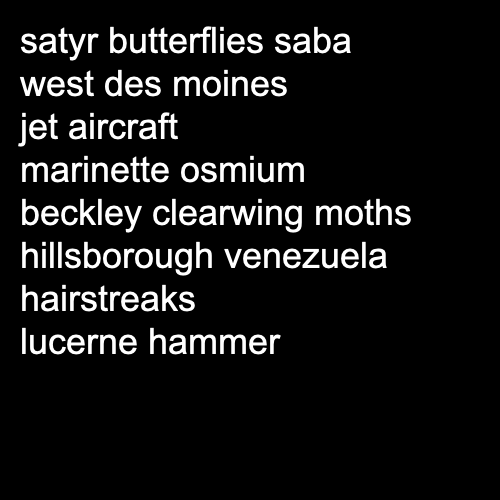 satyr butterflies saba
west des moines
jet aircraft
marinette osmium
beckley clearwing moths
hillsborough venezuela
hairstreaks
lucerne hammer